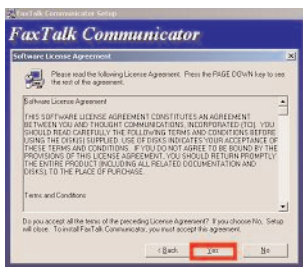 FaxTalk Communicator Setup
FaxTalk Communicator
Software License Agreement
Please read the following License Agreement. Press the PAGE DOWN key to see
the rest of the agreement.
Software License Agreement
THIS SOFTWARE LICENSE AGREEMENT CONSTITUTES AN AGREEMENT
BETWEEN YOU AND THOUGHT COMMUNICATIONS, INCORPORATED (TCI). YOU
SHOULD READ CAREFULLY THE FOLLOWING TERMS AND CONDITIONS BEFORE
USING THE DISK(S) SUPPLIED. USE OF DISKS INDICATES YOUR ACCEPTANCE OF
THESE TERMS AND CONDITIONS. IF YOU DO NOT AGREE TO BE BOUND BY THE
PROVISIONS OF THIS LICENSE AGREEMENT, YOU SHOULD RETURN PROMPTLY
THE ENTIRE PRODUCT (INCLUDING ALL RELATED DOCUMENTATION AND
DISKS), TO THE PLACE OF PURCHASE.
Terms and Conditions
Do you accept all the terms of the preceding License Agreement? If you choose No, Setup
will close. To install FaxTalk Communicator, you must accept this agreement.
< Back
Yes
No